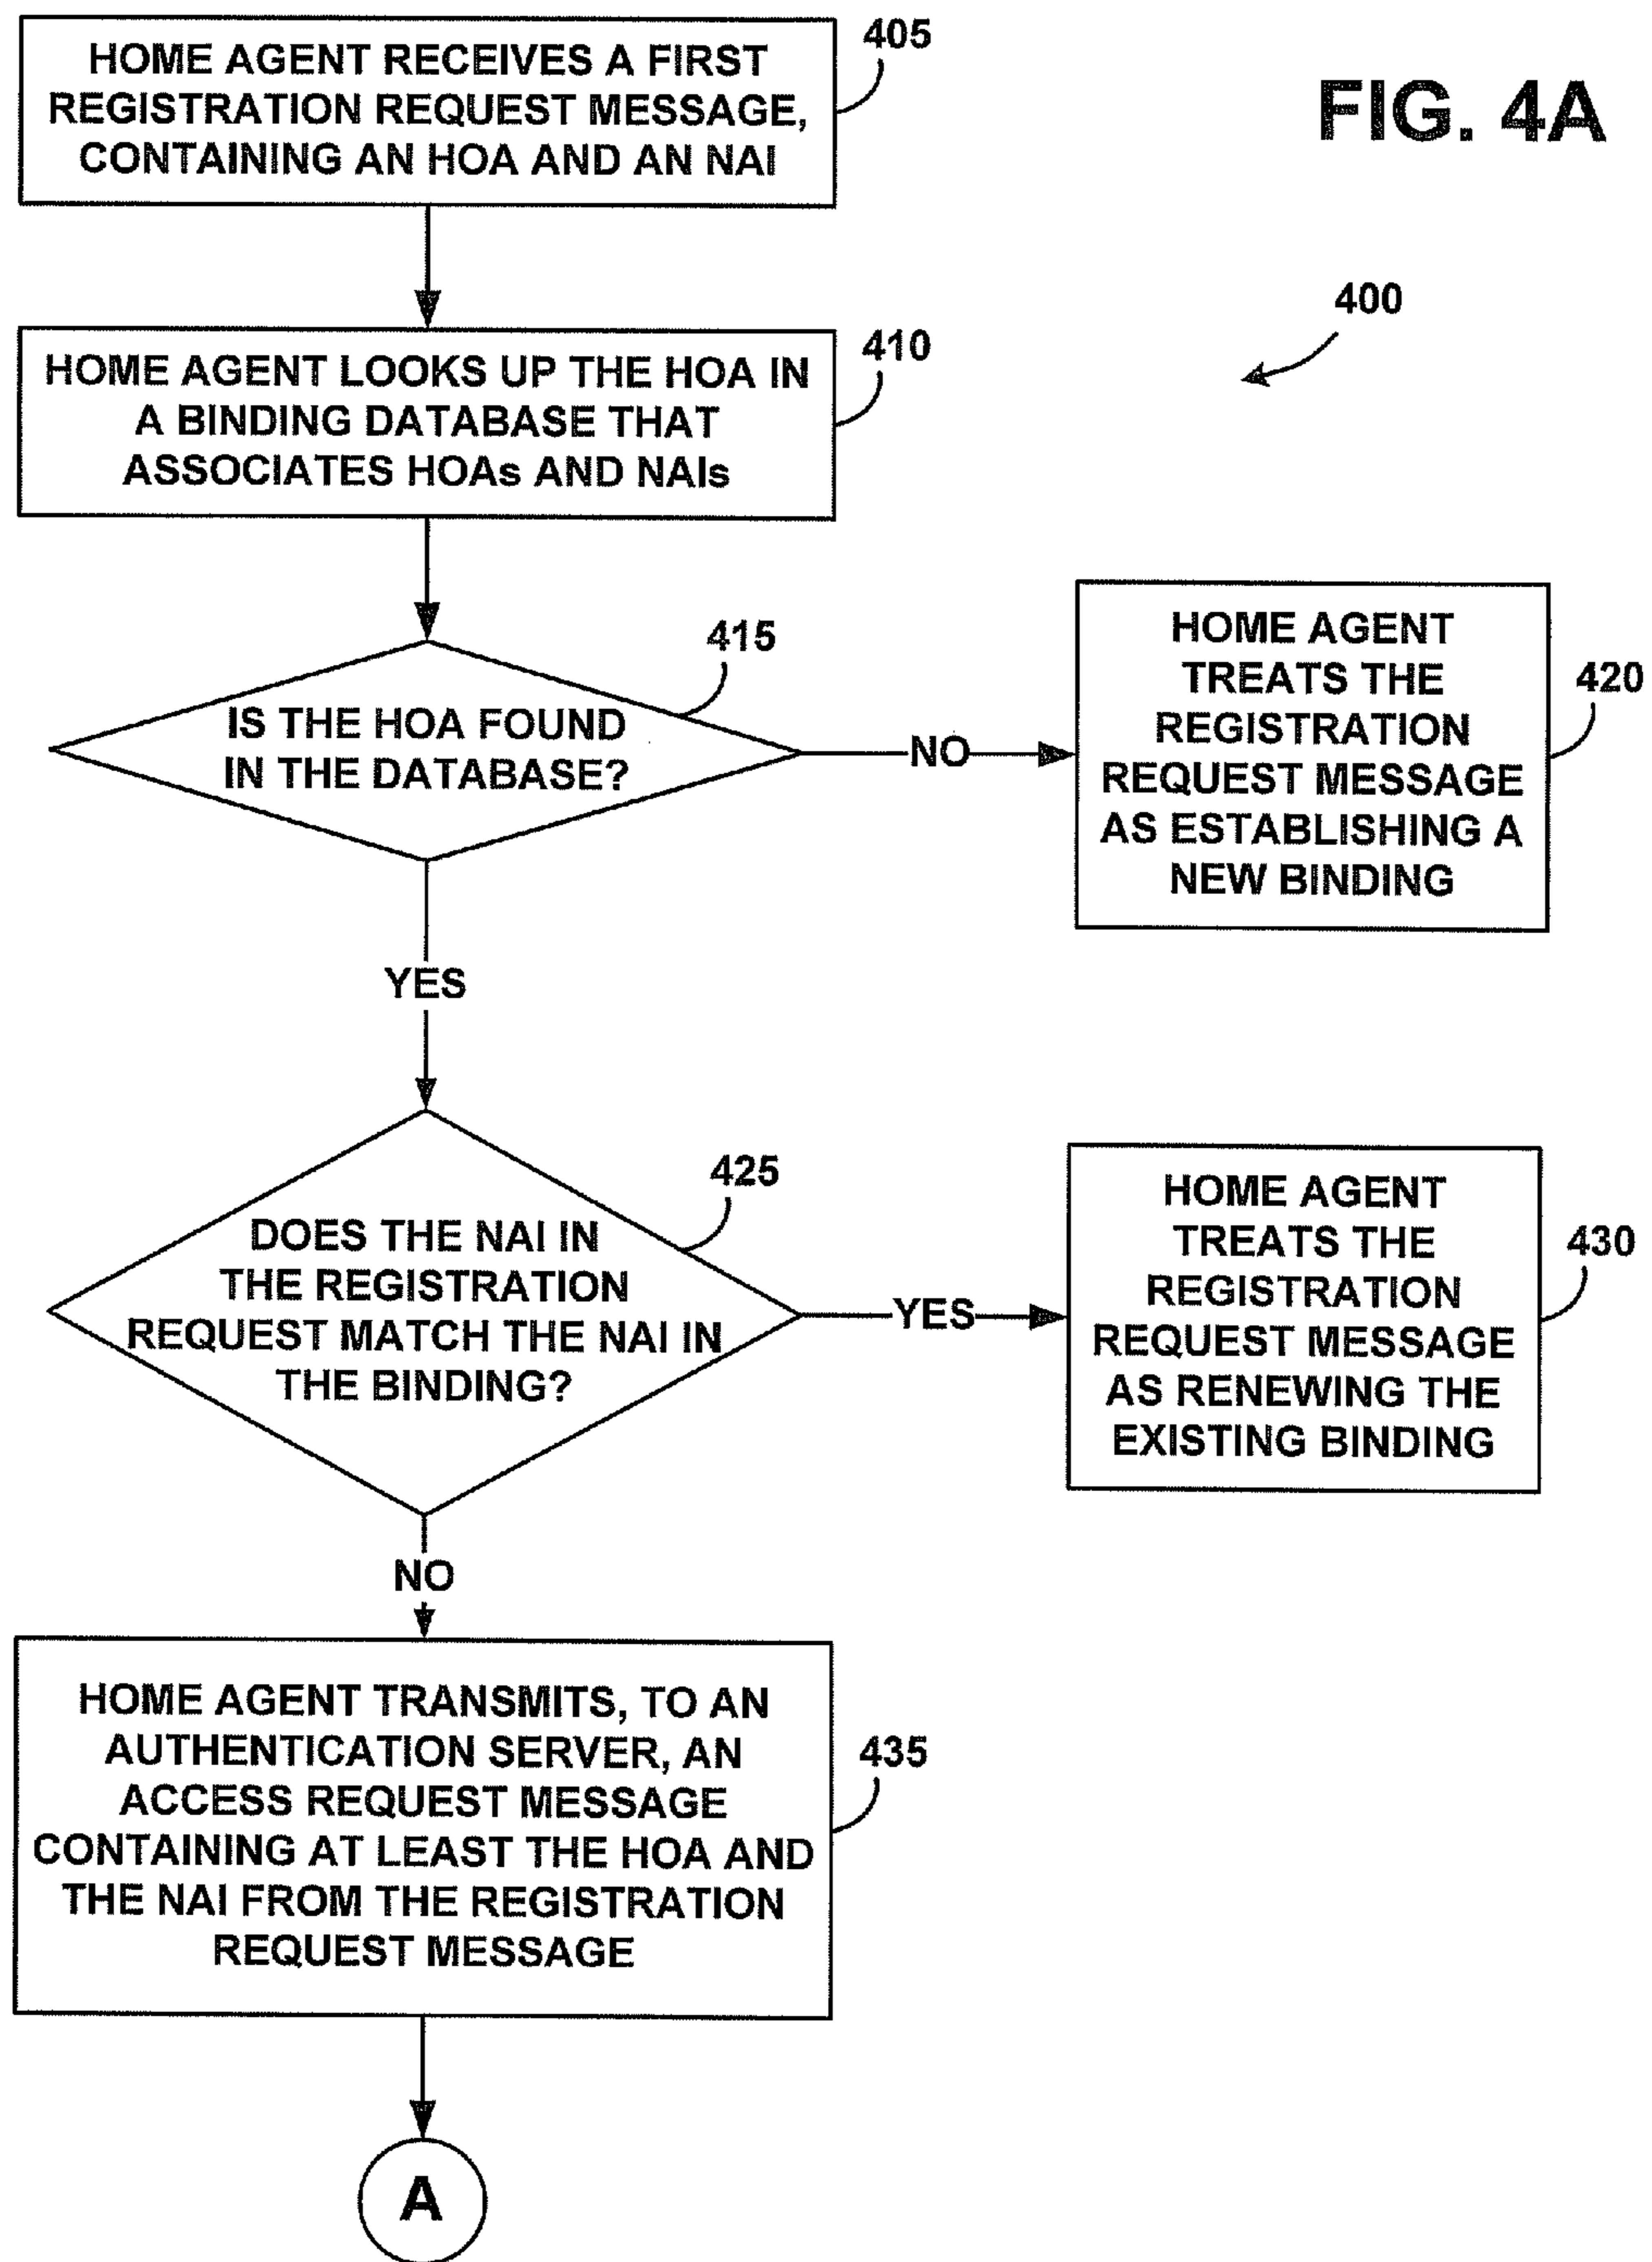 HOME AGENT RECEIVES A FIRST
REGISTRATION REQUEST MESSAGE,
CONTAINING AN HOA AND AN NAI
405
FIG. 4A
400
HOME AGENT LOOKS UP THE HOA IN
A BINDING DATABASE THAT
ASSOCIATES HOAs AND NAIs
410
IS THE HOA FOUND
IN THE DATABASE?
415
NO
HOME AGENT
TREATS THE
REGISTRATION
REQUEST MESSAGE
AS ESTABLISHING A
NEW BINDING
420
YES
DOES THE NAI IN
THE REGISTRATION
REQUEST MATCH THE NAI IN
THE BINDING?
425
YES
HOME AGENT
TREATS THE
REGISTRATION
REQUEST MESSAGE
AS RENEWING THE
EXISTING BINDING
430
NO
HOME AGENT TRANSMITS, TO AN
AUTHENTICATION SERVER, AN
ACCESS REQUEST MESSAGE
CONTAINING AT LEAST THE HOA AND
THE NAI FROM THE REGISTRATION
REQUEST MESSAGE
435
A